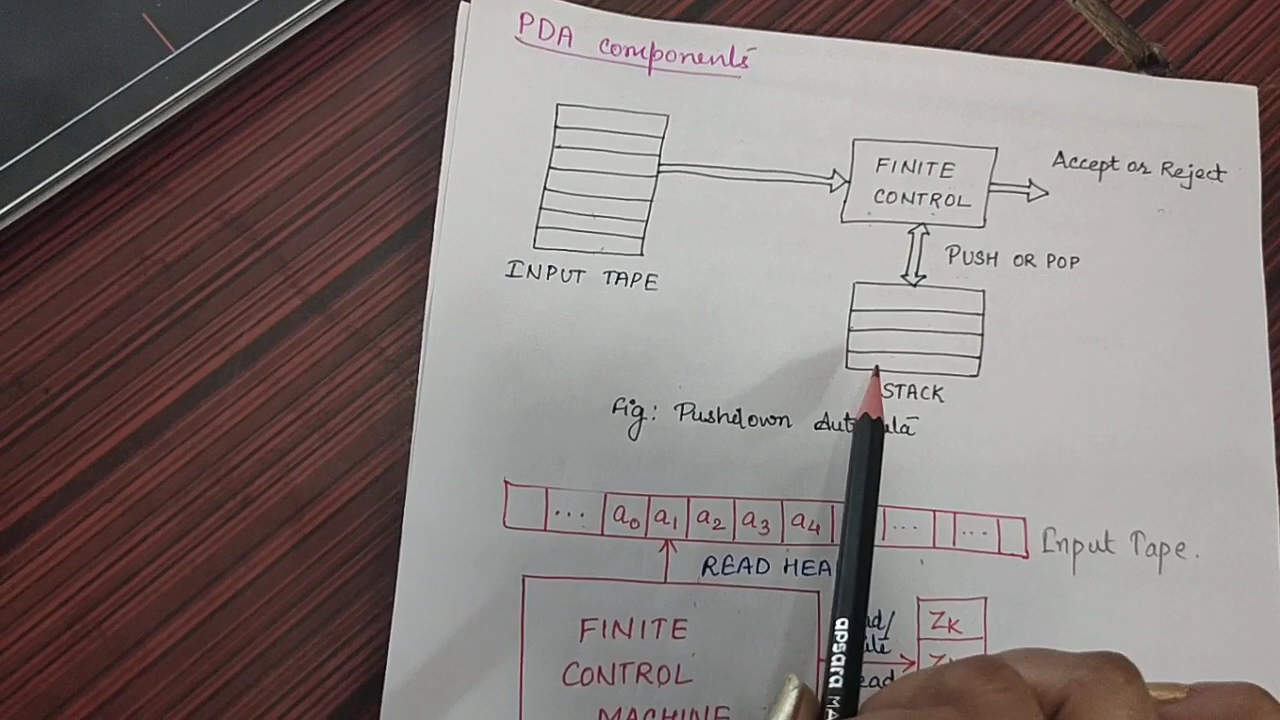 PDA components
FINITE
CONTROL
Accept or Reject
PUSH OR POP
INPUT TAPE
STACK
Fig: Pushdown
... a0 a1 a2 a3 a4 ... ...
Input Tape.
READ
FINITE
CONTROL
MACHINE
ZK
apsara